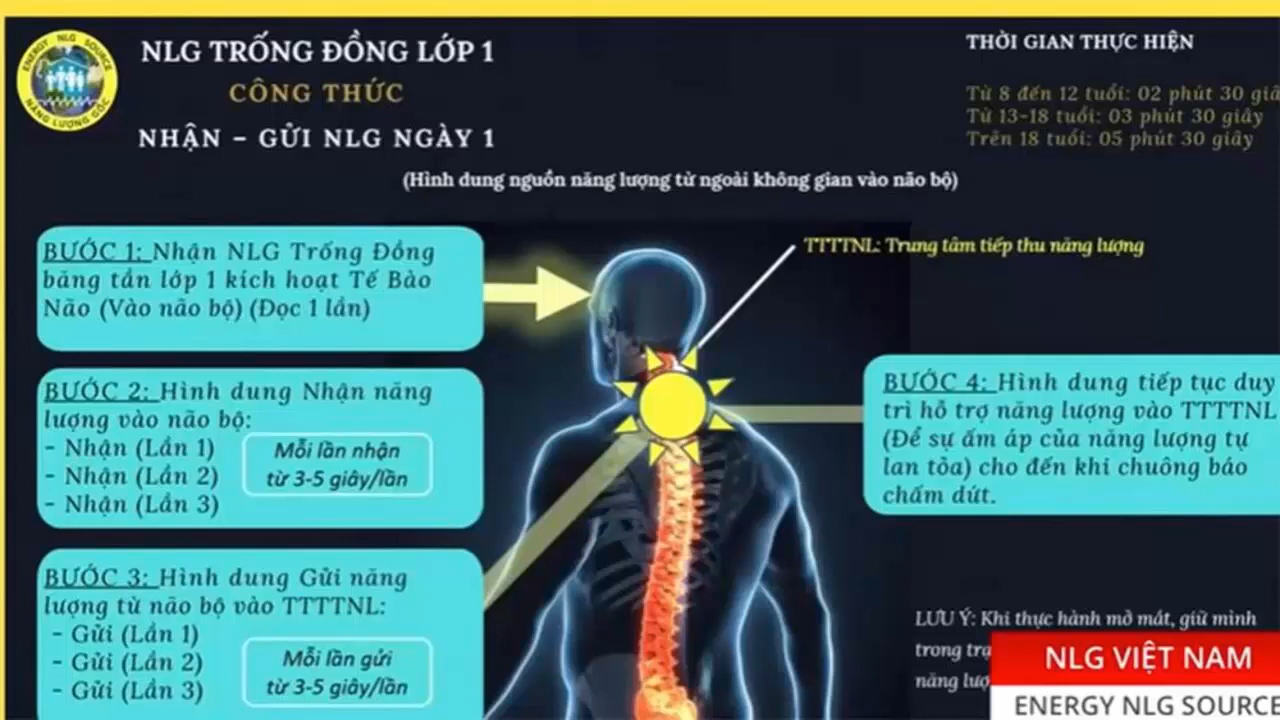 ENERGY NLG SOURCE
NĂNG LƯỢNG GỐC
NLG TRỐNG ĐỒNG LỚP 1
CÔNG THỨC
NHẬN – GỬI NLG NGÀY 1
THỜI GIAN THỰC HIỆN
Từ 8 đến 12 tuổi: 02 phút 30
Từ 13-18 tuổi: 03 phút 30 giây
Trên 18 tuổi: 05 phút 30 giây
(Hình dung nguồn năng lượng từ ngoài không gian vào não bộ)
BƯỚC 1: Nhận NLG Trống Đồng
băng tần lớp 1 kích hoạt Tế Bào
Não (Vào não bộ) (Đọc 1 lần)
TTTTNL: Trung tâm tiếp thu năng lượng
BƯỚC 2: Hình dung Nhận năng
lượng vào não bộ:
- Nhận (Lần 1)
- Nhận (Lần 2)
- Nhận (Lần 3)
Mỗi lần nhận
từ 3-5 giây/lần
BƯỚC 4: Hình dung tiếp tục duy
trì hỗ trợ năng lượng vào TTTTNL
(Để sự ấm áp của năng lượng tự
lan tỏa) cho đến khi chuông báo
chấm dứt.
BƯỚC 3: Hình dung Gửi năng
lượng từ não bộ vào TTTTNL:
- Gửi (Lần 1)
- Gửi (Lần 2)
- Gửi (Lần 3)
Mỗi lần gửi
từ 3-5 giây/lần
LƯU Ý: Khi thực hành mở mắt, giữ mình
trong
năng
NLG VIỆT NAM
ENERGY NLG SOURCE